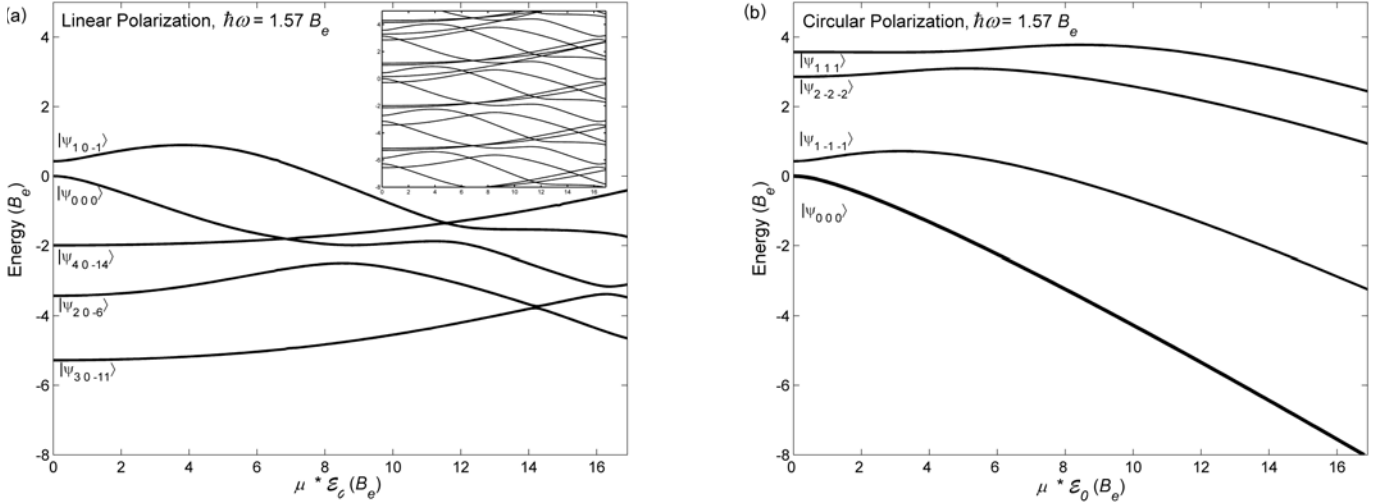 (a)
Linear Polarization, ℏω = 1.57 B_e
Energy (B_e)
4
2
0
-2
-4
-6
-8
|ψ_{1 0 -1}⟩
|ψ_{0 0 0}⟩
|ψ_{4 0 -14}⟩
|ψ_{2 0 -6}⟩
|ψ_{3 0 -11}⟩
0 2 4 6 8 10 12 14 16
μ * ε_0 (B_e)
(b)
Circular Polarization, ℏω = 1.57 B_e
Energy (B_e)
4
2
0
-2
-4
-6
-8
|ψ_{1 1 1}⟩
|ψ_{2 -2 -2}⟩
|ψ_{1 -1 -1}⟩
|ψ_{0 0 0}⟩
0 2 4 6 8 10 12 14 16
μ * ε_0 (B_e)